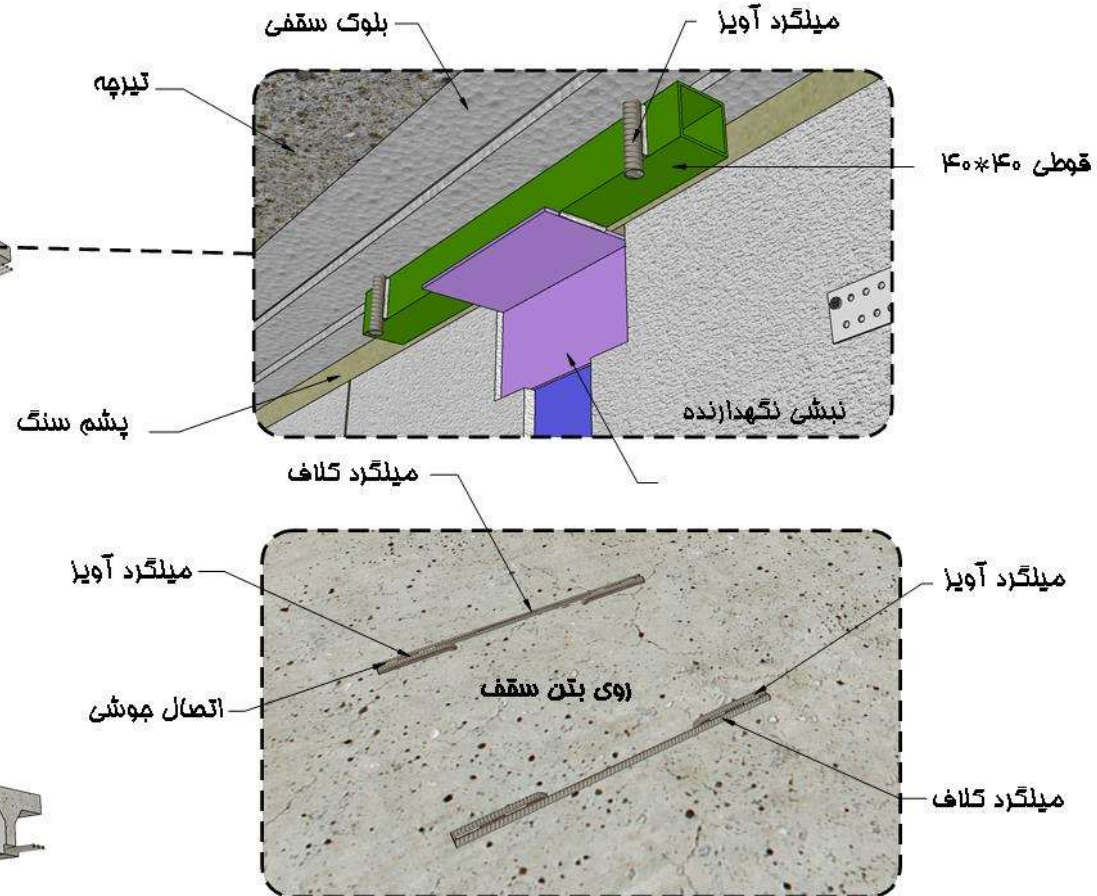 میلگرد آویز
بلوک سقفی
تیرچه
قوطی ۴۰*۴۰
پشم سنگ
نبشی نگهدارنده
میلگرد کلاف
میلگرد آویز
میلگرد آویز
روی بتن سقف
اتصال جوشی
میلگرد کلاف